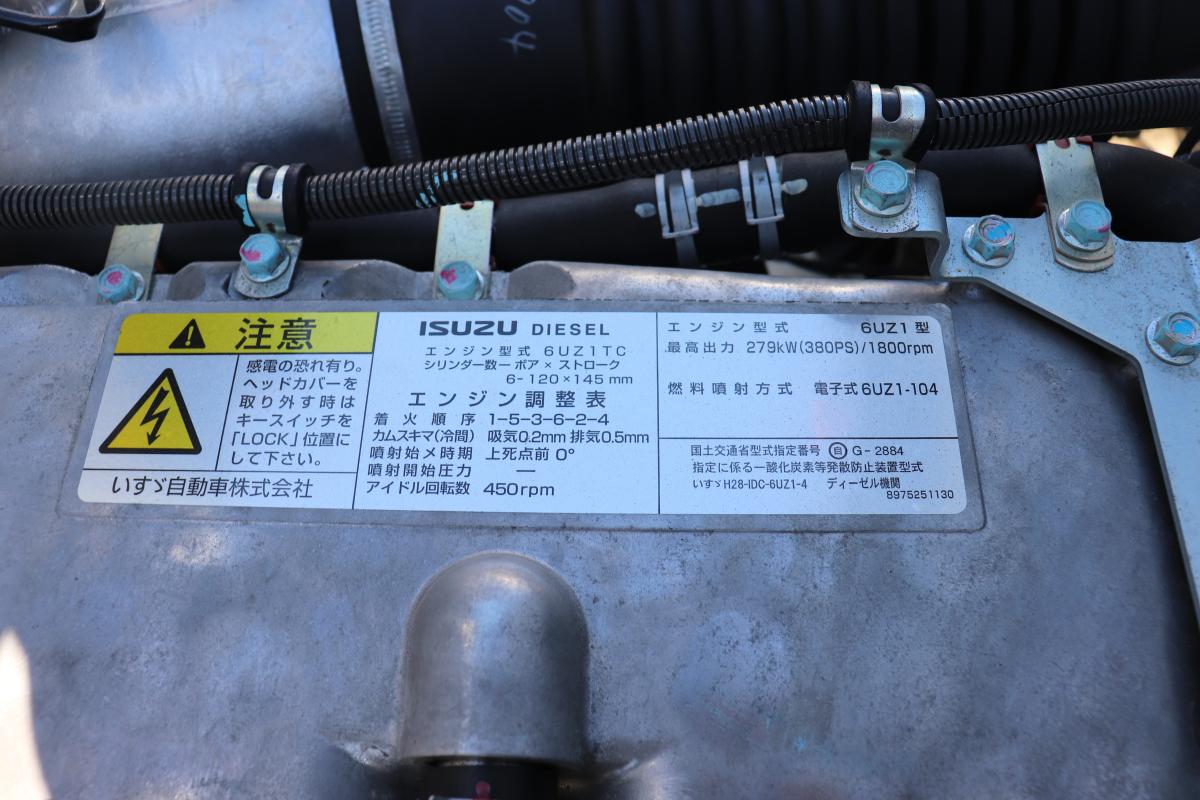 904
注意
感電の恐れ有り。
ヘッドカバーを
取り外す時は
キースイッチを
「LOCK」位置に
して下さい。
いすゞ自動車株式会社
ISUZU DIESEL
エンジン型式 6UZ1TC
シリンダー数ー ボア × ストローク
6- 120×145 mm
エンジン調整表
着火順序 1-5-3-6-2-4
カムスキマ(冷間) 吸気0.2mm 排気0.5mm
噴射始メ時期 上死点前 0°
噴射開始圧力 ー
アイドル回転数 450rpm
エンジン型式 6UZ1型
最高出力 279kW(380PS)/1800rpm
燃料噴射方式 電子式6UZ1-104
国土交通省型式指定番号 ㊀自 G-2884
指定に係る一酸化炭素等発散防止装置型式
いすゞH28-IDC-6UZ1-4 ディーゼル機関
8975251130